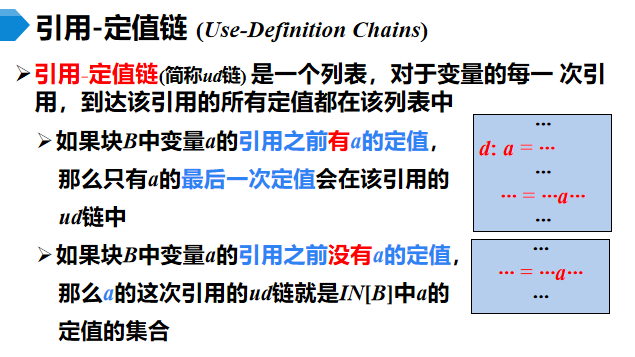 引用-定值链 (Use-Definition Chains)
引用-定值链(简称ud链) 是一个列表，对于变量的每一 次引
用，到达该引用的所有定值都在该列表中
如果块B中变量a的引用之前有a的定值，
那么只有a的最后一次定值会在该引用的
ud链中
...
d: a = ...
...
... = ...a...
...
如果块B中变量a的引用之前没有a的定值，
那么a的这次引用的ud链就是IN[B]中a的
定值的集合
...
... = ...a...
...